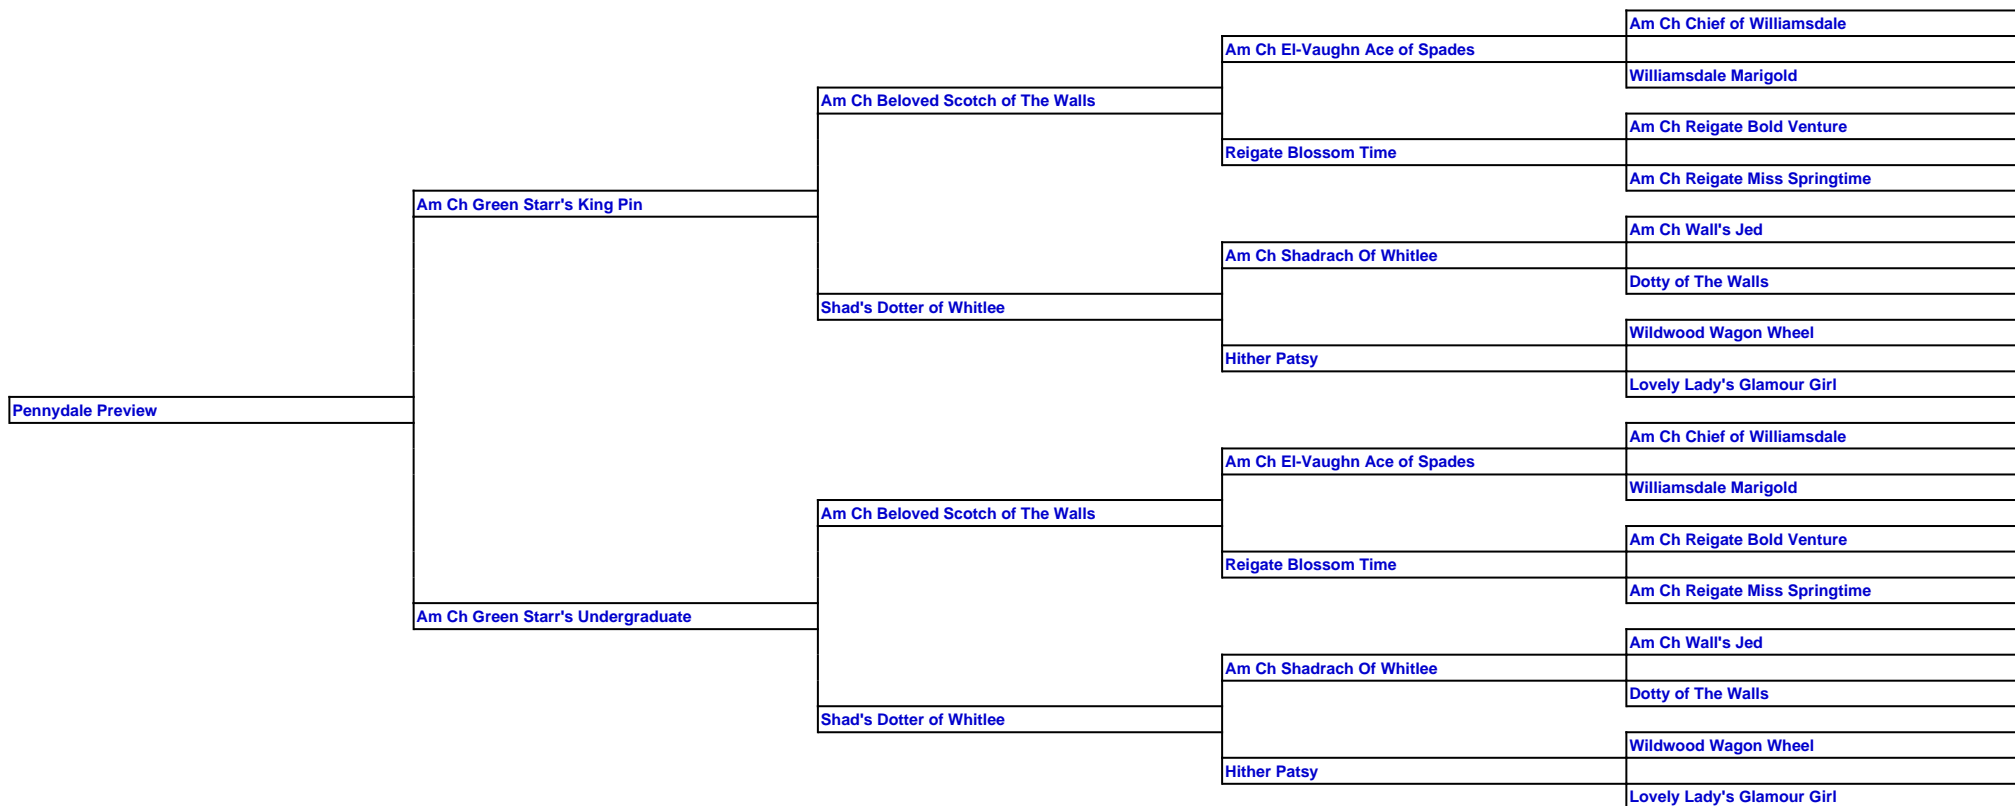 Am Ch Chief of Williamsdale
Am Ch El-Vaughn Ace of Spades
Williamsdale Marigold
Am Ch Beloved Scotch of The Walls
Am Ch Reigate Bold Venture
Reigate Blossom Time
Am Ch Reigate Miss Springtime
Am Ch Green Starr's King Pin
Am Ch Wall's Jed
Am Ch Shadrach Of Whitlee
Dotty of The Walls
Shad's Dotter of Whitlee
Wildwood Wagon Wheel
Hither Patsy
Lovely Lady's Glamour Girl
Pennydale Preview
Am Ch Chief of Williamsdale
Am Ch El-Vaughn Ace of Spades
Williamsdale Marigold
Am Ch Beloved Scotch of The Walls
Am Ch Reigate Bold Venture
Reigate Blossom Time
Am Ch Reigate Miss Springtime
Am Ch Green Starr's Undergraduate
Am Ch Wall's Jed
Am Ch Shadrach Of Whitlee
Dotty of The Walls
Shad's Dotter of Whitlee
Wildwood Wagon Wheel
Hither Patsy
Lovely Lady's Glamour Girl